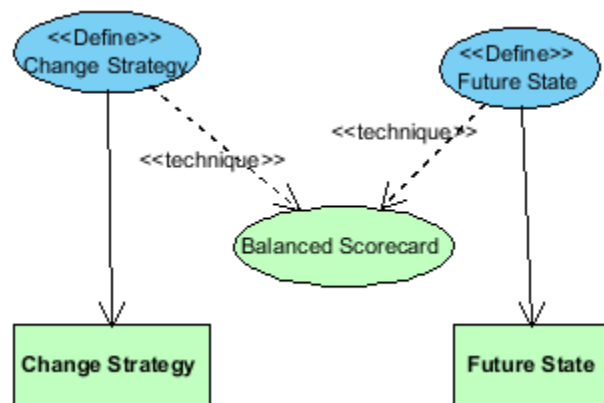 <<Define>>
Change Strategy
<<Define>>
Future State
<<technique>>
<<technique>>
Balanced Scorecard
Change Strategy
Future State